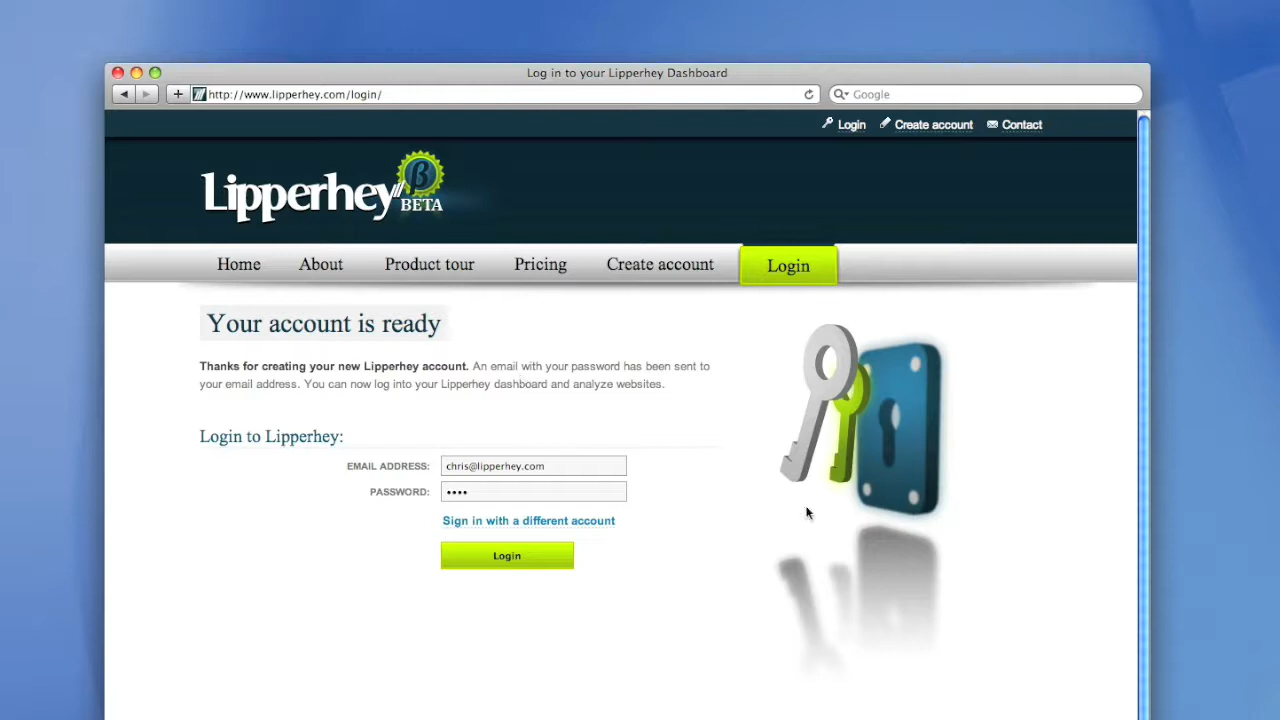 Log in to your Lipperhey Dashboard
http://www.lipperhey.com/login/
Google
Login
Create account
Contact
Lipperhey///
β
BETA
Home
About
Product tour
Pricing
Create account
Login
Your account is ready
Thanks for creating your new Lipperhey account. An email with your password has been sent to
your email address. You can now log into your Lipperhey dashboard and analyze websites.
Login to Lipperhey:
EMAIL ADDRESS: chris@lipperhey.com
PASSWORD: ••••
Sign in with a different account
Login